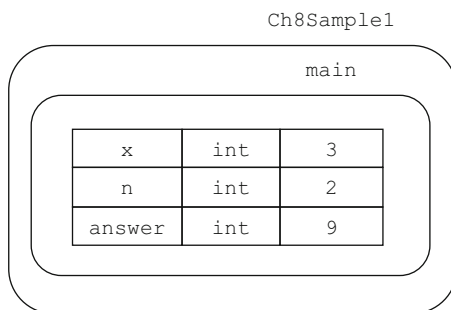 Ch8Sample1
main
x int 3
n int 2
answer int 9